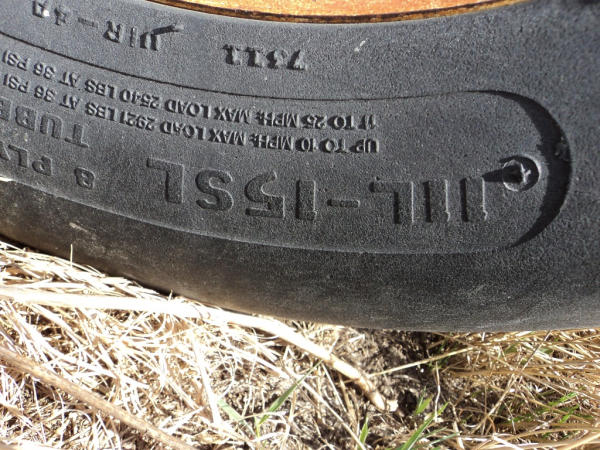 11L-15SL 8 PLY
UP TO 10 MPH: MAX LOAD 2921 LBS AT 36 PSI
11 TO 25 MPH: MAX LOAD 2540 LBS AT 36 PSI
7311